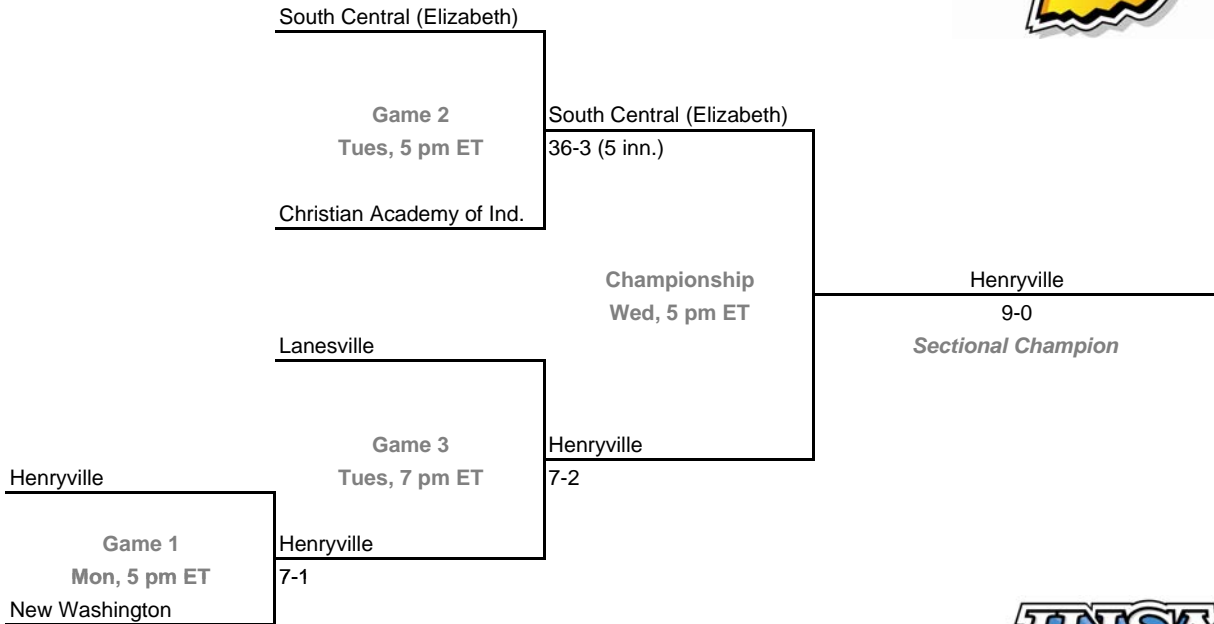 South Central (Elizabeth)
Game 2
South Central (Elizabeth)
Tues, 5 pm ET
36-3 (5 inn.)
Christian Academy of Ind.
Championship
Henryville
Wed, 5 pm ET
9-0
Lanesville
Sectional Champion
Game 3
Henryville
Henryville
Tues, 7 pm ET
7-2
Game 1
Henryville
Mon, 5 pm ET
7-1
New Washington